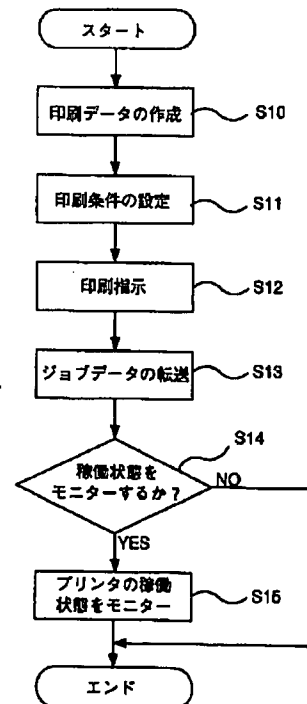 スタート
印刷データの作成
S10
印刷条件の設定
S11
印刷指示
S12
ジョブデータの転送
S13
S14
稼働状態を
モニターするか？
NO
YES
プリンタの稼働
状態をモニター
S15
エンド